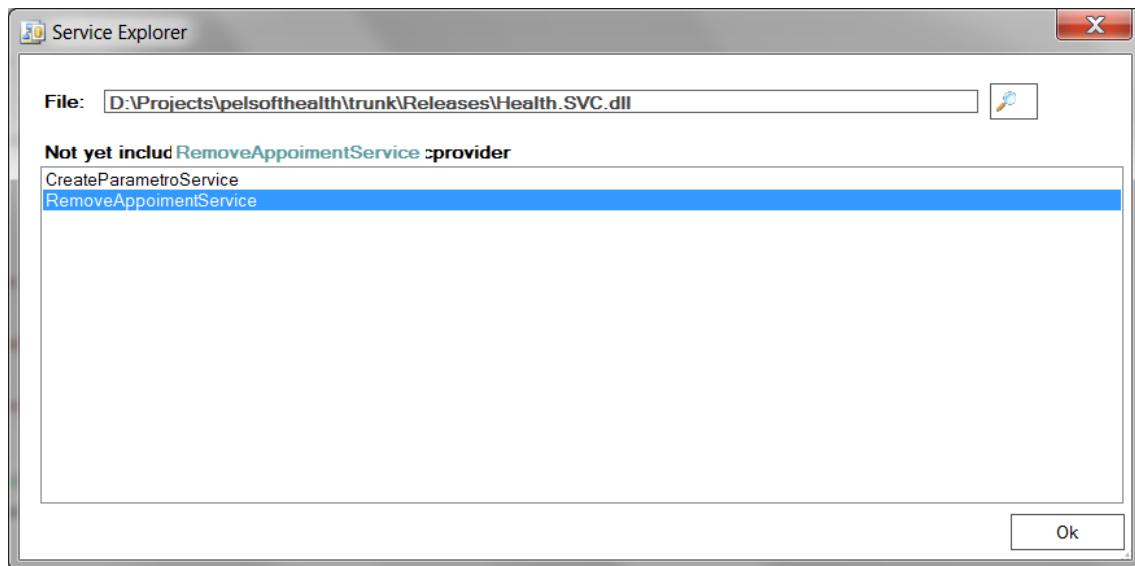 Service Explorer
File: D:\Projects\pelsofthealth\trunk\Releases\Health.SVC.dll
Not yet includ RemoveAppoimentService provider
CreateParametroService
RemoveAppoimentService
Ok